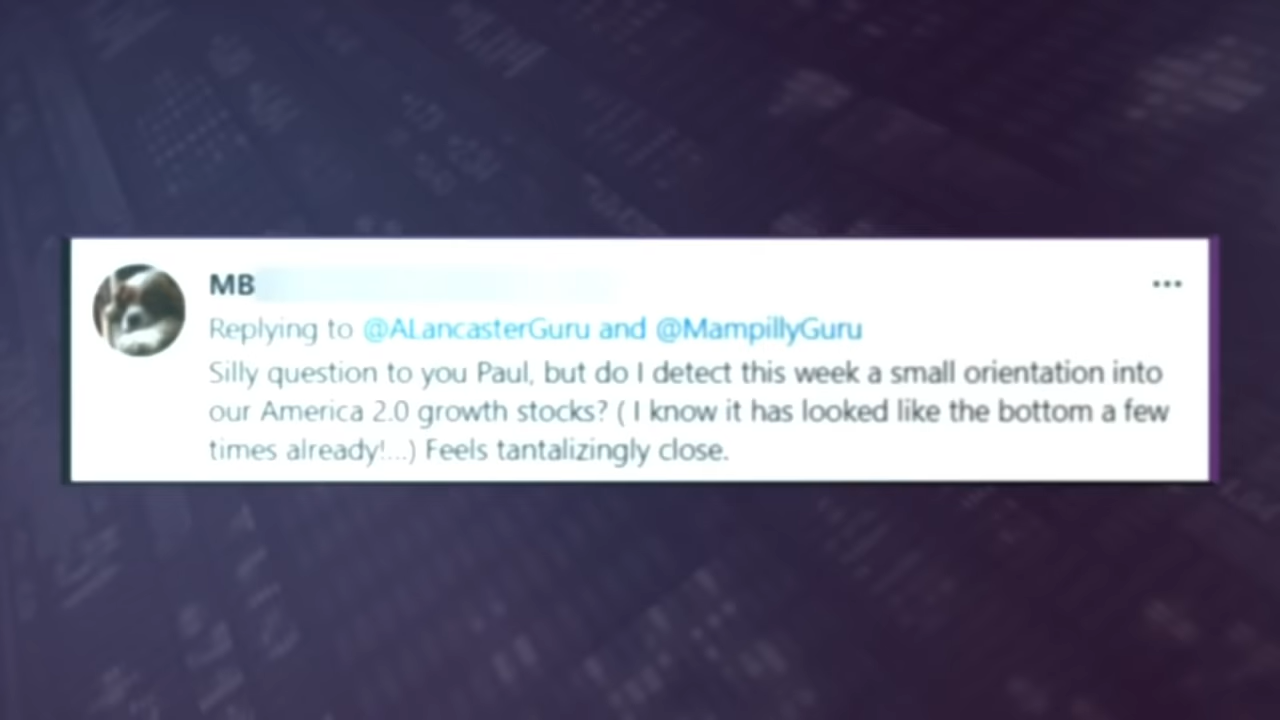 MB
Replying to @ALancasterGuru and @MampillyGuru
Silly question to you Paul, but do I detect this week a small orientation into
our America 2.0 growth stocks? ( I know it has looked like the bottom a few
times already!...) Feels tantalizingly close.